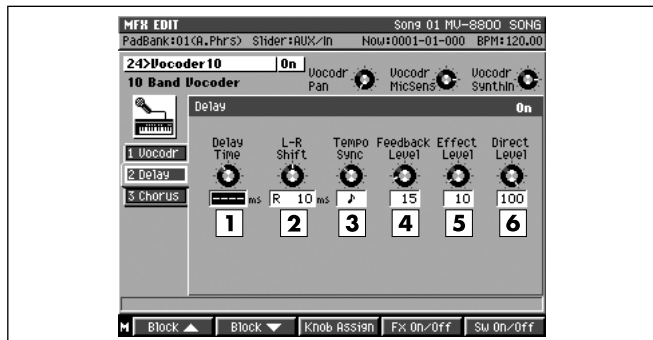 MFX EDIT Song 01 MV-8800 SONG
PadBank:01(A.Phrs) Slider:AUX/In Now:0001-01-000 BPM:120.00
24>Vocoder10 On
10 Band Vocoder
Vocodr Pan
Vocodr MicSens
Vocodr SynthIn
Delay On
1 Vocodr
2 Delay
3 Chorus
Delay Time
L-R Shift
Tempo Sync
Feedback Level
Effect Level
Direct Level
---- ms R 10 ms ♪ 15 10 100
1 2 3 4 5 6
M Block ▲ Block ▼ Knob Assign FX On/Off SW On/Off